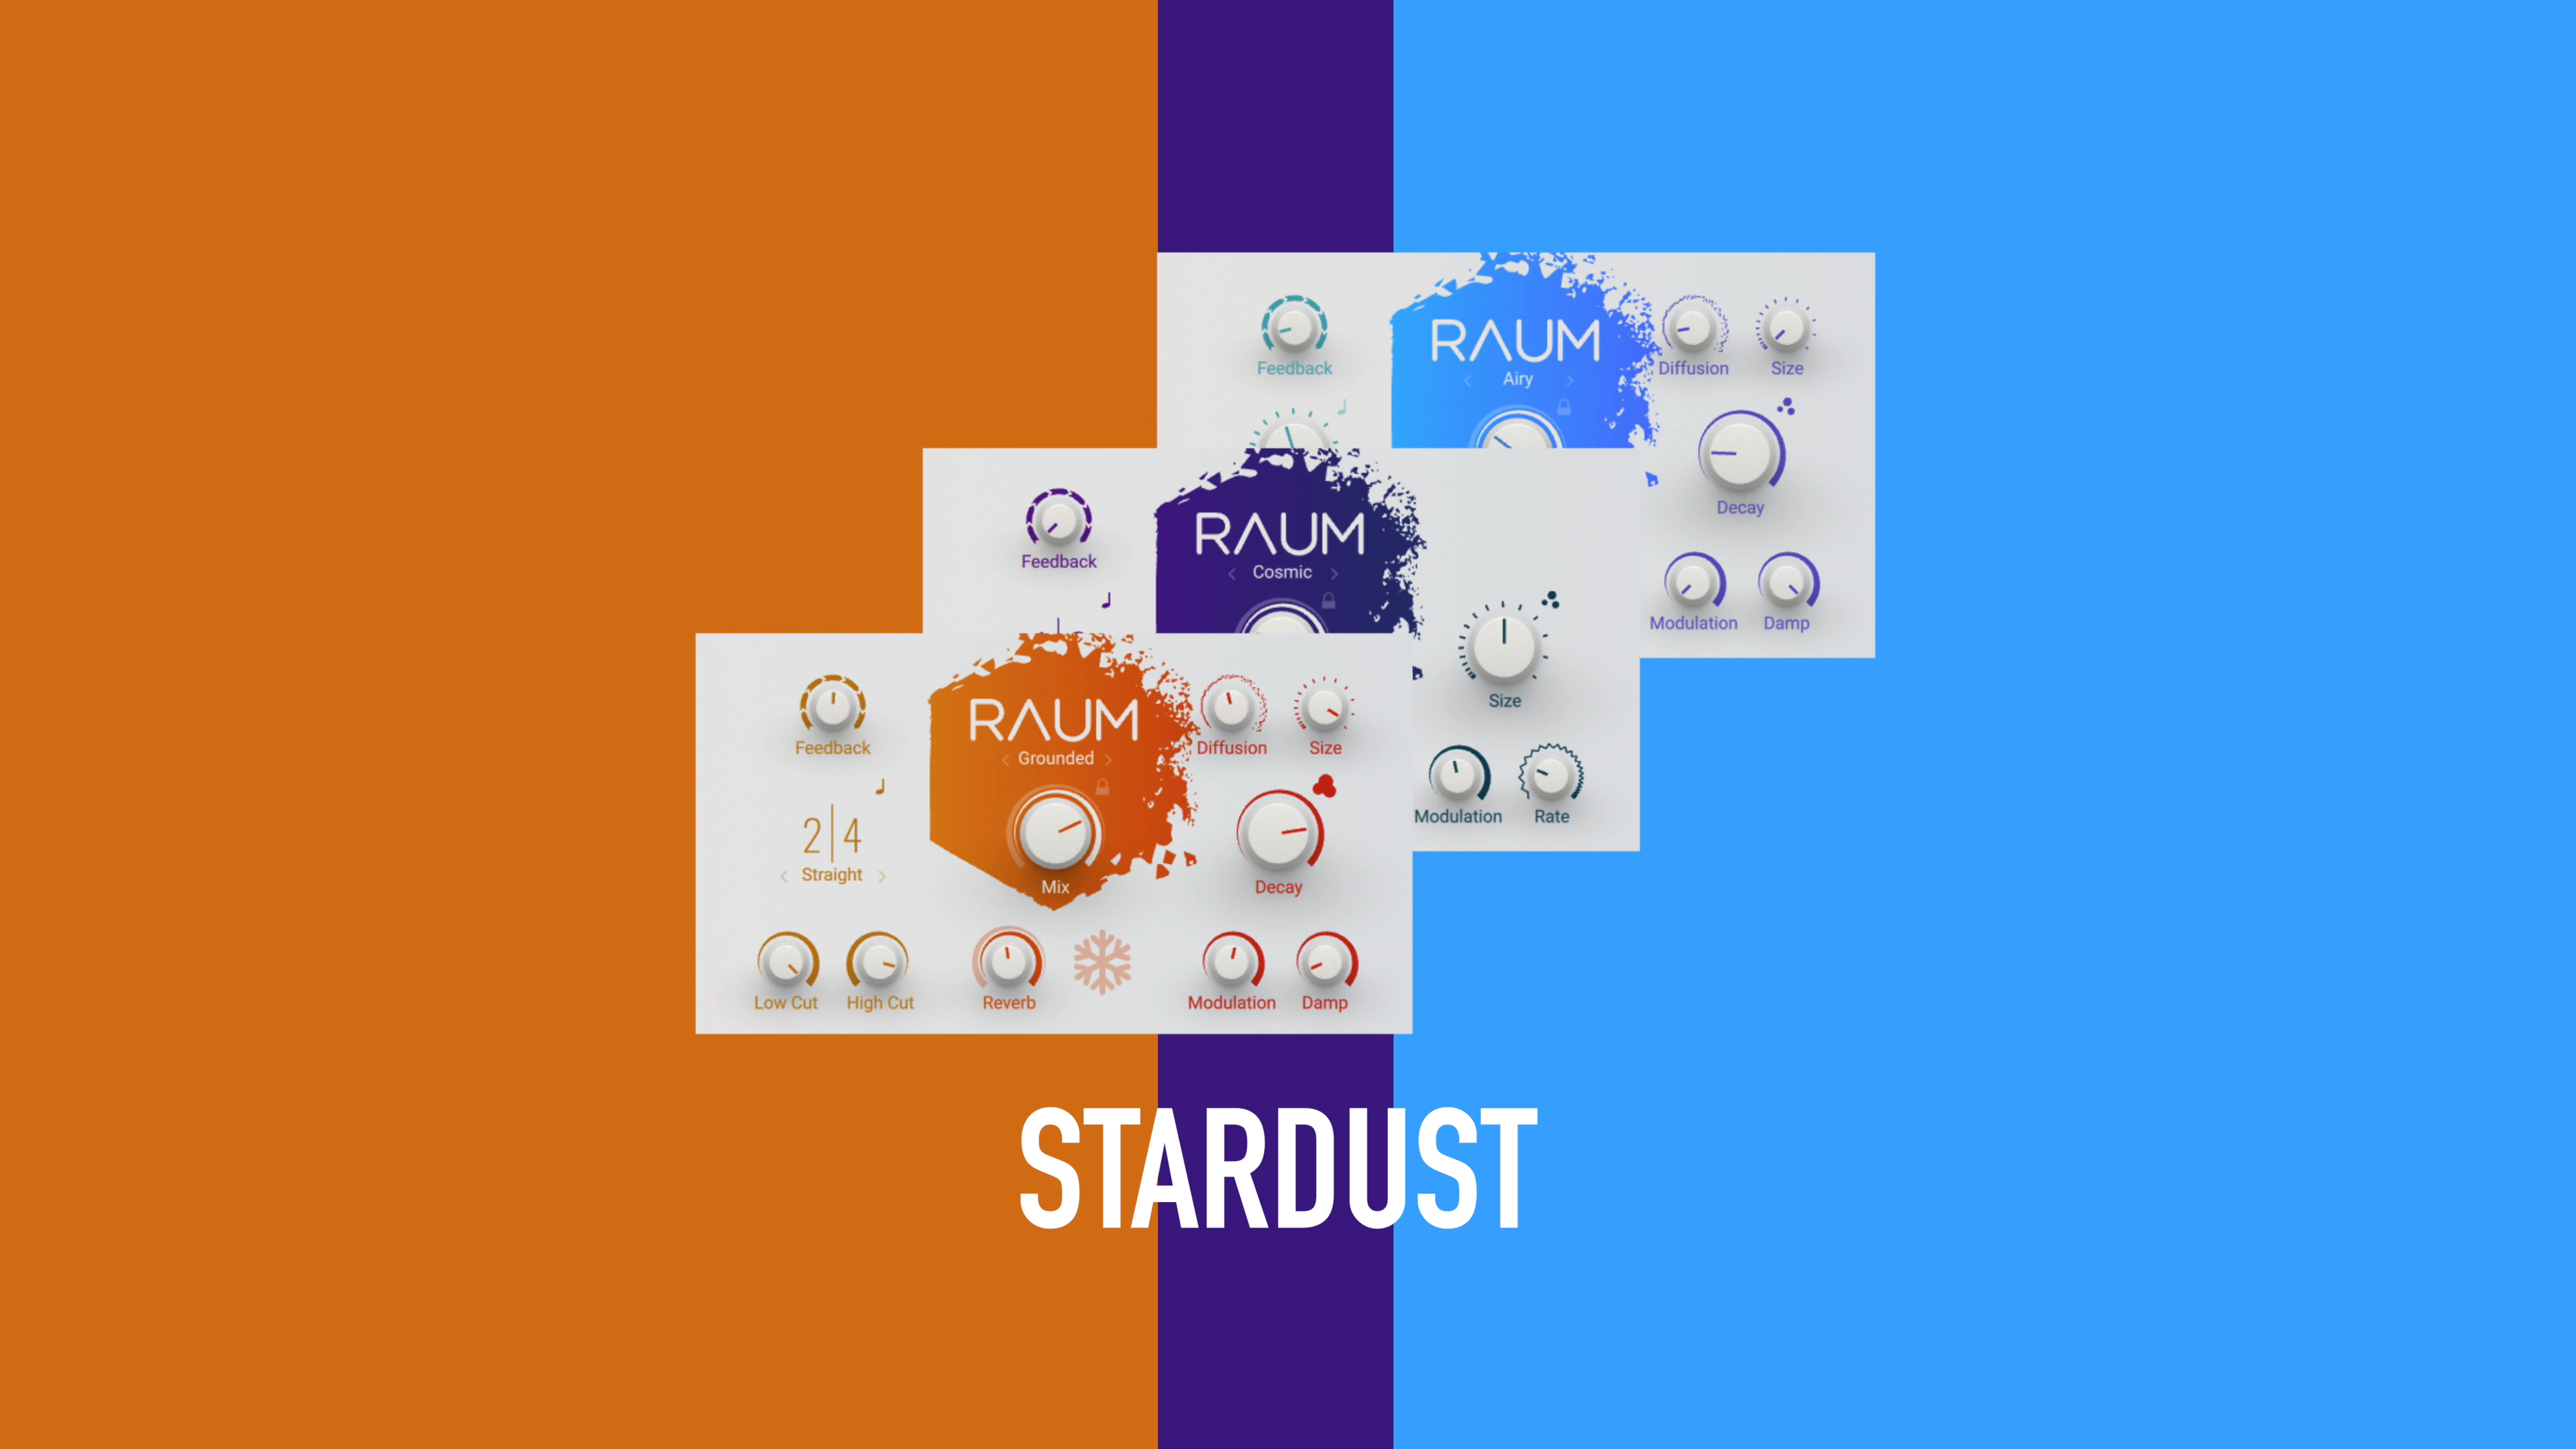 Feedback
RAUM
Airy
Diffusion
Size
Decay
Modulation
Damp
Feedback
RAUM
Cosmic
Size
Modulation
Rate
Feedback
RAUM
Grounded
Diffusion
Size
2|4
Straight
Mix
Decay
Low Cut
High Cut
Reverb
Modulation
Damp
STARDUST